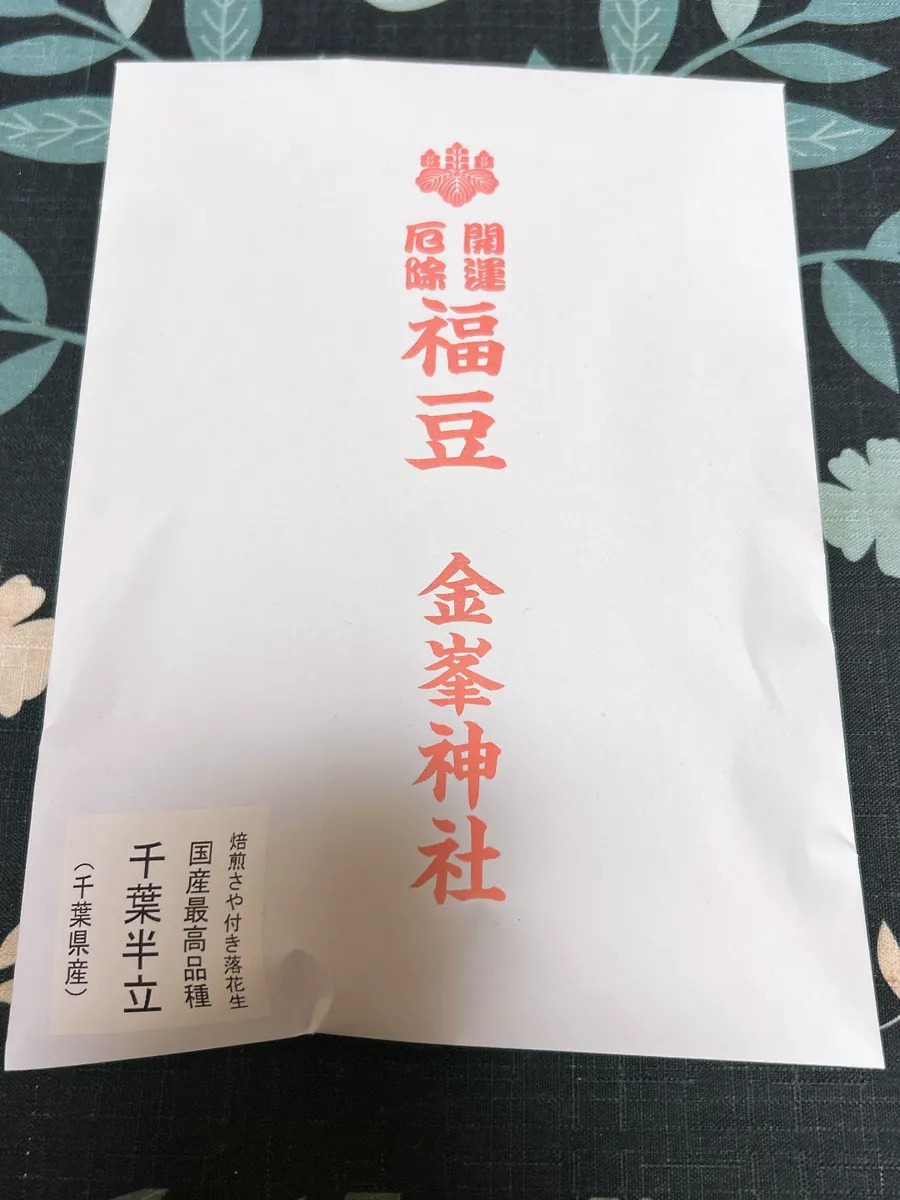 開運
厄除
福豆
金峯神社
焙煎さや付き落花生
国産最高品種
千葉半立
（千葉県産）